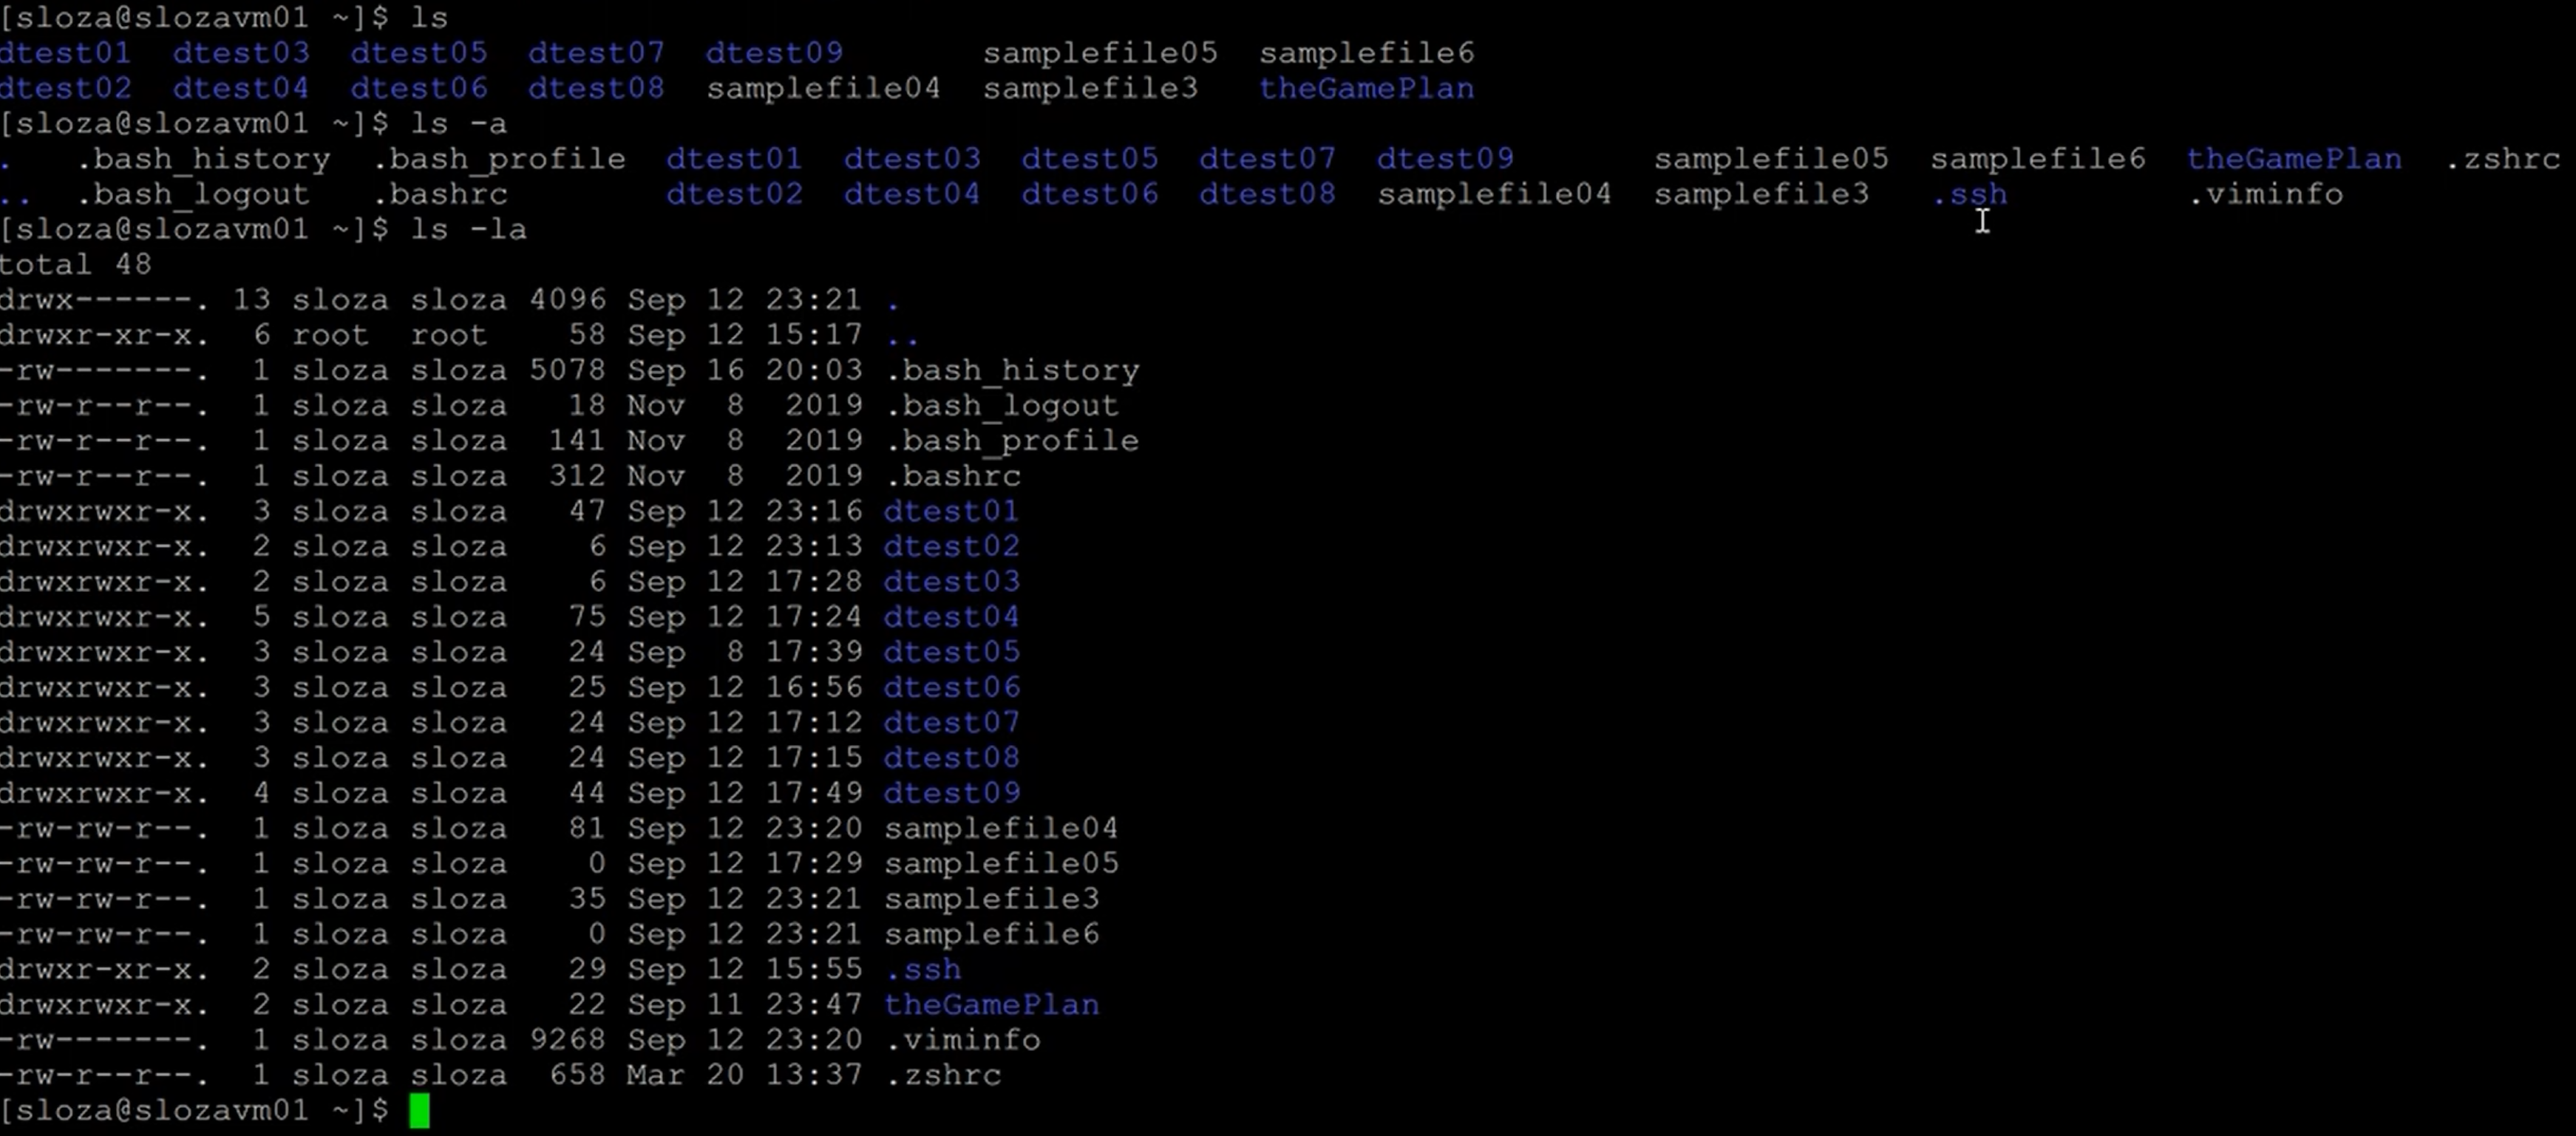 [sloza@slozavm01 ~]$ ls
dtest01  dtest03  dtest05  dtest07  dtest09       samplefile05  samplefile6
dtest02  dtest04  dtest06  dtest08  samplefile04  samplefile3   theGamePlan
[sloza@slozavm01 ~]$ ls -a
.   .bash_history  .bash_profile  dtest01  dtest03  dtest05  dtest07  dtest09       samplefile05  samplefile6  theGamePlan  .zshrc
..  .bash_logout   .bashrc        dtest02  dtest04  dtest06  dtest08  samplefile04  samplefile3   .ssh         .viminfo
[sloza@slozavm01 ~]$ ls -la
total 48
drwx------. 13 sloza sloza 4096 Sep 12 23:21 .
drwxr-xr-x.  6 root  root    58 Sep 12 15:17 ..
-rw-------.  1 sloza sloza 5078 Sep 16 20:03 .bash_history
-rw-r--r--.  1 sloza sloza   18 Nov  8  2019 .bash_logout
-rw-r--r--.  1 sloza sloza  141 Nov  8  2019 .bash_profile
-rw-r--r--.  1 sloza sloza  312 Nov  8  2019 .bashrc
drwxrwxr-x.  3 sloza sloza   47 Sep 12 23:16 dtest01
drwxrwxr-x.  2 sloza sloza    6 Sep 12 23:13 dtest02
drwxrwxr-x.  2 sloza sloza    6 Sep 12 17:28 dtest03
drwxrwxr-x.  5 sloza sloza   75 Sep 12 17:24 dtest04
drwxrwxr-x.  3 sloza sloza   24 Sep  8 17:39 dtest05
drwxrwxr-x.  3 sloza sloza   25 Sep 12 16:56 dtest06
drwxrwxr-x.  3 sloza sloza   24 Sep 12 17:12 dtest07
drwxrwxr-x.  3 sloza sloza   24 Sep 12 17:15 dtest08
drwxrwxr-x.  4 sloza sloza   44 Sep 12 17:49 dtest09
-rw-rw-r--.  1 sloza sloza   81 Sep 12 23:20 samplefile04
-rw-rw-r--.  1 sloza sloza    0 Sep 12 17:29 samplefile05
-rw-rw-r--.  1 sloza sloza   35 Sep 12 23:21 samplefile3
-rw-rw-r--.  1 sloza sloza    0 Sep 12 23:21 samplefile6
drwxr-xr-x.  2 sloza sloza   29 Sep 12 15:55 .ssh
drwxrwxr-x.  2 sloza sloza   22 Sep 11 23:47 theGamePlan
-rw-------.  1 sloza sloza 9268 Sep 12 23:20 .viminfo
-rw-r--r--.  1 sloza sloza  658 Mar 20 13:37 .zshrc
[sloza@slozavm01 ~]$